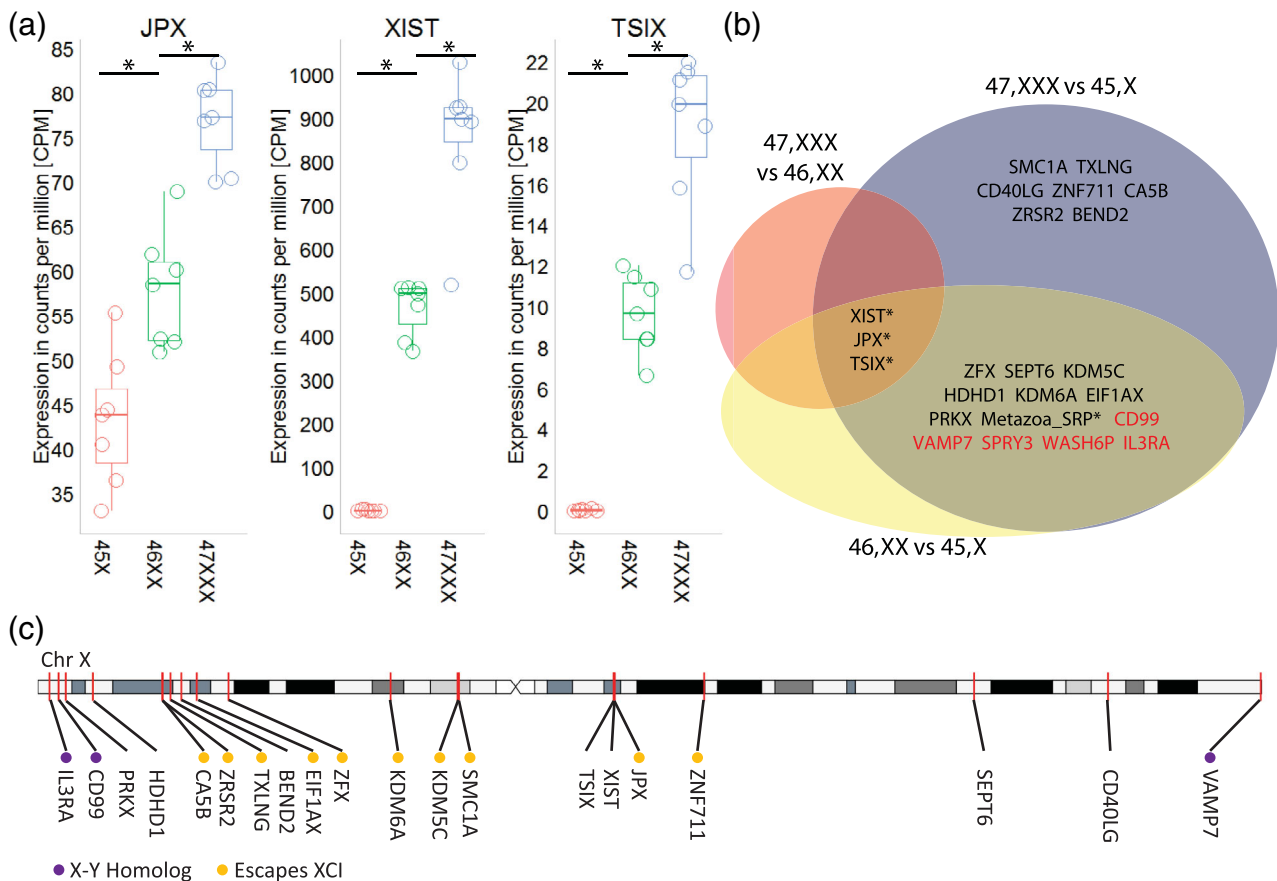 (a)
JPX
XIST
TSIX
(b)
Expression in counts per million [CPM]
85
80
75
70
65
60
55
50
45
40
35
*
*
45X
46XX
47XXX
Expression in counts per million [CPM]
1000
900
800
700
600
500
400
300
200
100
0
*
*
45X
46XX
47XXX
Expression in counts per million [CPM]
22
20
18
16
14
12
10
8
6
4
2
0
*
*
45X
46XX
47XXX
47,XXX vs 45,X
47,XXX
vs 46,XX
SMC1A TXLNG
CD40LG ZNF711 CA5B
ZRSR2 BEND2
XIST*
JPX*
TSIX*
ZFX SEPT6 KDM5C
HDHD1 KDM6A EIF1AX
PRKX Metazoa_SRP* CD99
VAMP7 SPRY3 WASH6P IL3RA
46,XX vs 45,X
(c)
Chr X
IL3RA
CD99
PRKX
HDHD1
CA5B
ZRSR2
TXLNG
BEND2
EIF1AX
ZFX
KDM6A
KDM5C
SMC1A
TSIX
XIST
JPX
ZNF711
SEPT6
CD40LG
VAMP7
X-Y Homolog
Escapes XCI